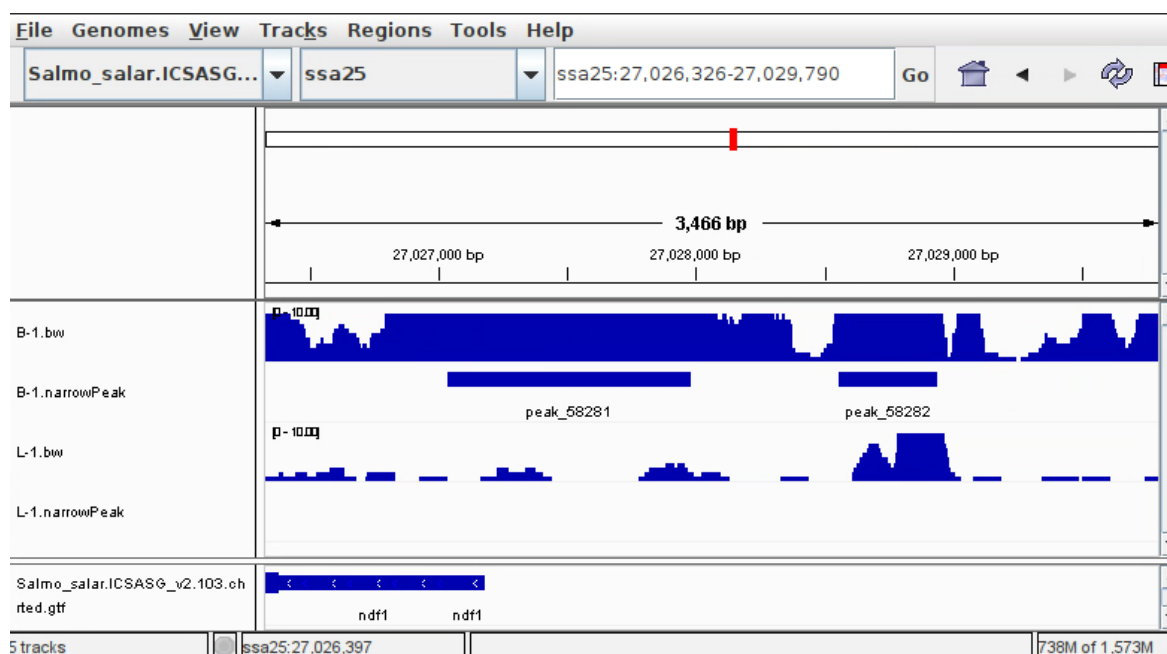 File Genomes View Tracks Regions Tools Help
Salmo_salar.ICSASG... ssa25 ssa25:27,026,326-27,029,790 Go
3,466 bp
27,027,000 bp 27,028,000 bp 27,029,000 bp
[0 - 10.00]
B-1.bw
B-1.narrowPeak
peak_58281 peak_58282
[0 - 10.00]
L-1.bw
L-1.narrowPeak
Salmo_salar.ICSASG_v2.103.ch
rted.gtf
ndf1 ndf1
5 tracks ssa25:27,026,397 738M of 1,573M